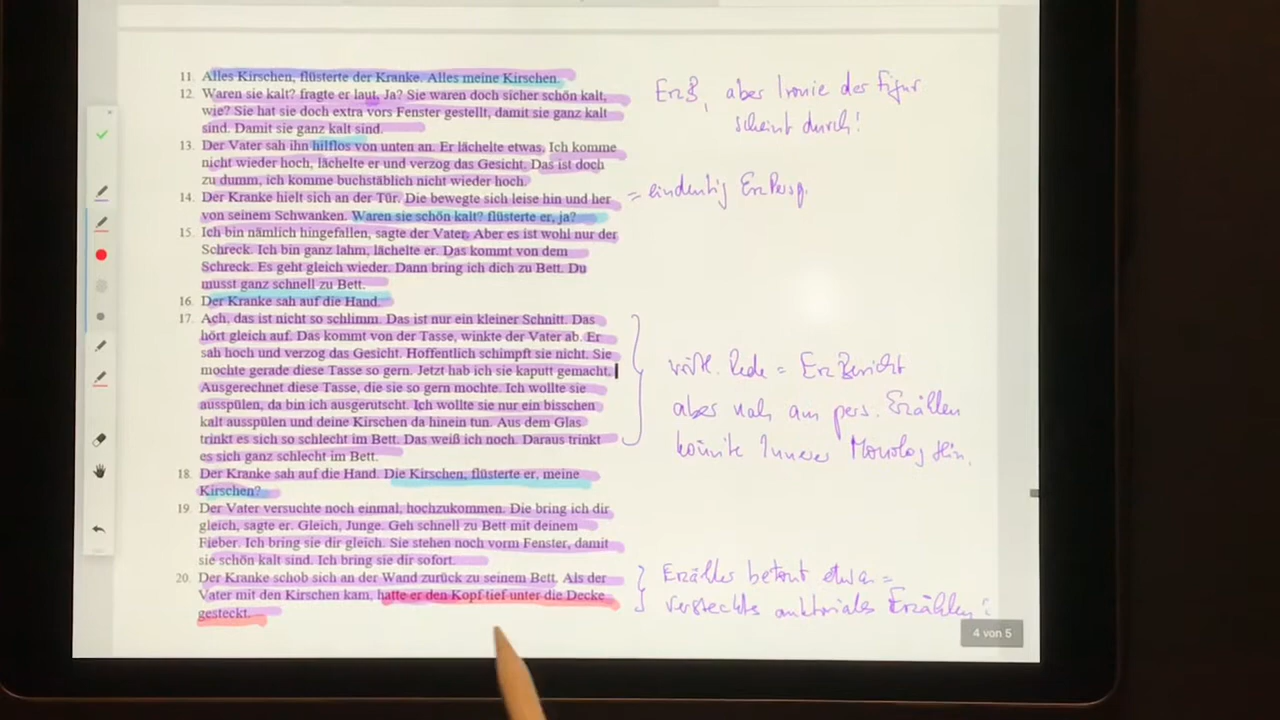 11. Alles Kirschen, flüsterte der Kranke. Alles meine Kirschen.
12. Waren sie kalt? fragte er laut, Ja? Sie waren doch sicher schön kalt,
wie? Sie hat sie doch extra vors Fenster gestellt, damit sie ganz kalt
sind. Damit sie ganz kalt sind.
13. Der Vater sah ihn hilflos von unten an. Er lächelte etwas. Ich komme
nicht wieder hoch, lächelte er und verzog das Gesicht. Das ist doch
zu dumm, ich komme buchstäblich nicht wieder hoch.
14. Der Kranke hielt sich an der Tür. Die bewegte sich leise hin und her
von seinem Schwanken. Waren sie schön kalt? flüsterte er, ja?
15. Ich bin nämlich hingefallen, sagte der Vater. Aber es ist wohl nur der
Schreck. Ich bin ganz lahm, lächelte er. Das kommt von dem
Schreck. Es geht gleich wieder. Dann bring ich dich zu Bett. Du
musst ganz schnell zu Bett.
16. Der Kranke sah auf die Hand.
17. Ach, das ist nicht so schlimm. Das ist nur ein kleiner Schnitt. Das
hört gleich auf. Das kommt von der Tasse, winkte der Vater ab. Er
sah hoch und verzog das Gesicht. Hoffentlich schimpft sie nicht. Sie
mochte gerade diese Tasse so gern. Jetzt hab ich sie kaputt gemacht.
Ausgerechnet diese Tasse, die sie so gern mochte. Ich wollte sie
ausspülen, da bin ich ausgerutscht. Ich wollte sie nur ein bisschen
kalt ausspülen und deine Kirschen da hinein tun. Aus dem Glas
trinkt es sich so schlecht im Bett. Das weiß ich noch. Daraus trinkt
es sich ganz schlecht im Bett.
18. Der Kranke sah auf die Hand. Die Kirschen, flüsterte er, meine
Kirschen?
19. Der Vater versuchte noch einmal, hochzukommen. Die bring ich dir
gleich, sagte er. Gleich, Junge. Geh schnell zu Bett mit deinem
Fieber. Ich bring sie dir gleich. Sie stehen noch vorm Fenster, damit
sie schön kalt sind. Ich bring sie dir sofort.
20. Der Kranke schob sich an der Wand zurück zu seinem Bett. Als der
Vater mit den Kirschen kam, hatte er den Kopf tief unter die Decke
gesteckt.
ErzB, aber Ironie der Figur
scheint durch!
= eindeutig ErzPersp.
wörtl. Rede = ErzBericht
aber nah am pers. Erzählen
könnte Innerer Monolog sein.
Erzähler betont etwas =
verstecktes auktoriales Erzählen!
4 von 5